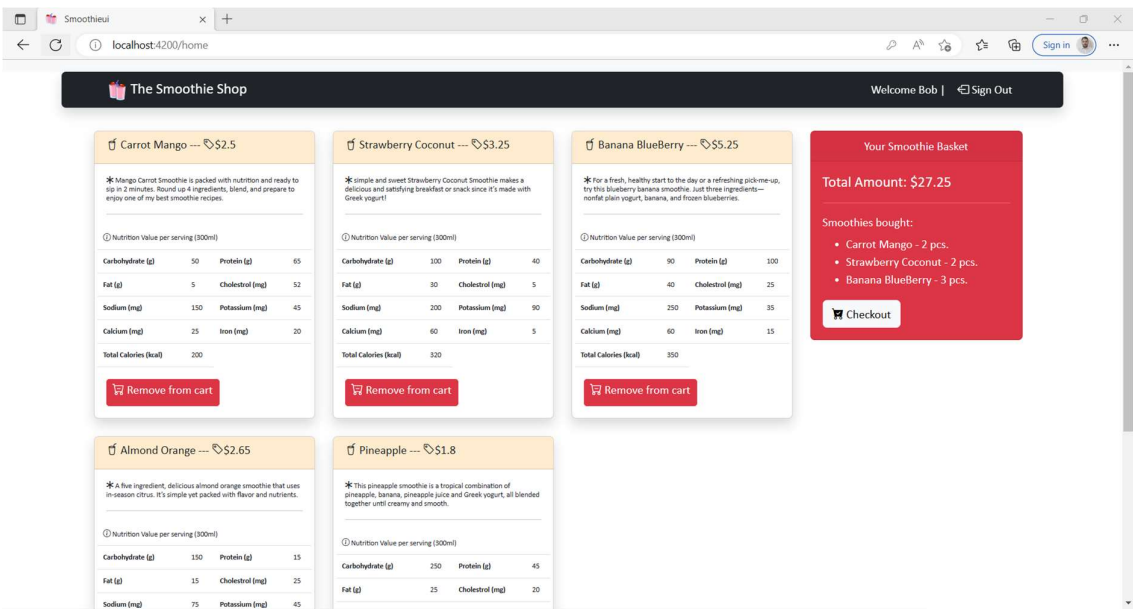 Smoothieui
localhost:4200/home
Sign in
The Smoothie Shop
Welcome Bob |
Sign Out
Carrot Mango --- $2.5
Mango Carrot Smoothie is packed with nutrition and ready to
sip in 2 minutes. Round up 4 ingredients, blend, and prepare to
enjoy one of my best smoothie recipes.
Nutrition Value per serving (300ml)
Carbohydrate (g) 50 Protein (g) 65
Fat (g) 5 Cholestrol (mg) 52
Sodium (mg) 150 Potassium (mg) 45
Calcium (mg) 25 Iron (mg) 20
Total Calories (kcal) 200
Remove from cart
Strawberry Coconut --- $3.25
simple and sweet Strawberry Coconut Smoothie makes a
delicious and satisfying breakfast or snack since it's made with
Greek yogurt!
Nutrition Value per serving (300ml)
Carbohydrate (g) 100 Protein (g) 40
Fat (g) 30 Cholestrol (mg) 5
Sodium (mg) 200 Potassium (mg) 90
Calcium (mg) 60 Iron (mg) 5
Total Calories (kcal) 320
Remove from cart
Banana BlueBerry --- $5.25
For a fresh, healthy start to the day or a refreshing pick-me-up,
try this blueberry banana smoothie. Just three ingredients—
nonfat plain yogurt, banana, and frozen blueberries.
Nutrition Value per serving (300ml)
Carbohydrate (g) 90 Protein (g) 100
Fat (g) 40 Cholestrol (mg) 25
Sodium (mg) 250 Potassium (mg) 35
Calcium (mg) 60 Iron (mg) 15
Total Calories (kcal) 350
Remove from cart
Your Smoothie Basket
Total Amount: $27.25
Smoothies bought:
• Carrot Mango - 2 pcs.
• Strawberry Coconut - 2 pcs.
• Banana BlueBerry - 3 pcs.
Checkout
Almond Orange --- $2.65
A five ingredient, delicious almond orange smoothie that uses
in-season citrus. It's simple yet packed with flavor and nutrients.
Nutrition Value per serving (300ml)
Carbohydrate (g) 150 Protein (g) 15
Fat (g) 15 Cholestrol (mg) 25
Sodium (mg) 75 Potassium (mg) 45
Pineapple --- $1.8
This pineapple smoothie is a tropical combination of
pineapple, banana, pineapple juice and Greek yogurt, all blended
together until creamy and smooth.
Nutrition Value per serving (300ml)
Carbohydrate (g) 250 Protein (g) 45
Fat (g) 25 Cholestrol (mg) 20